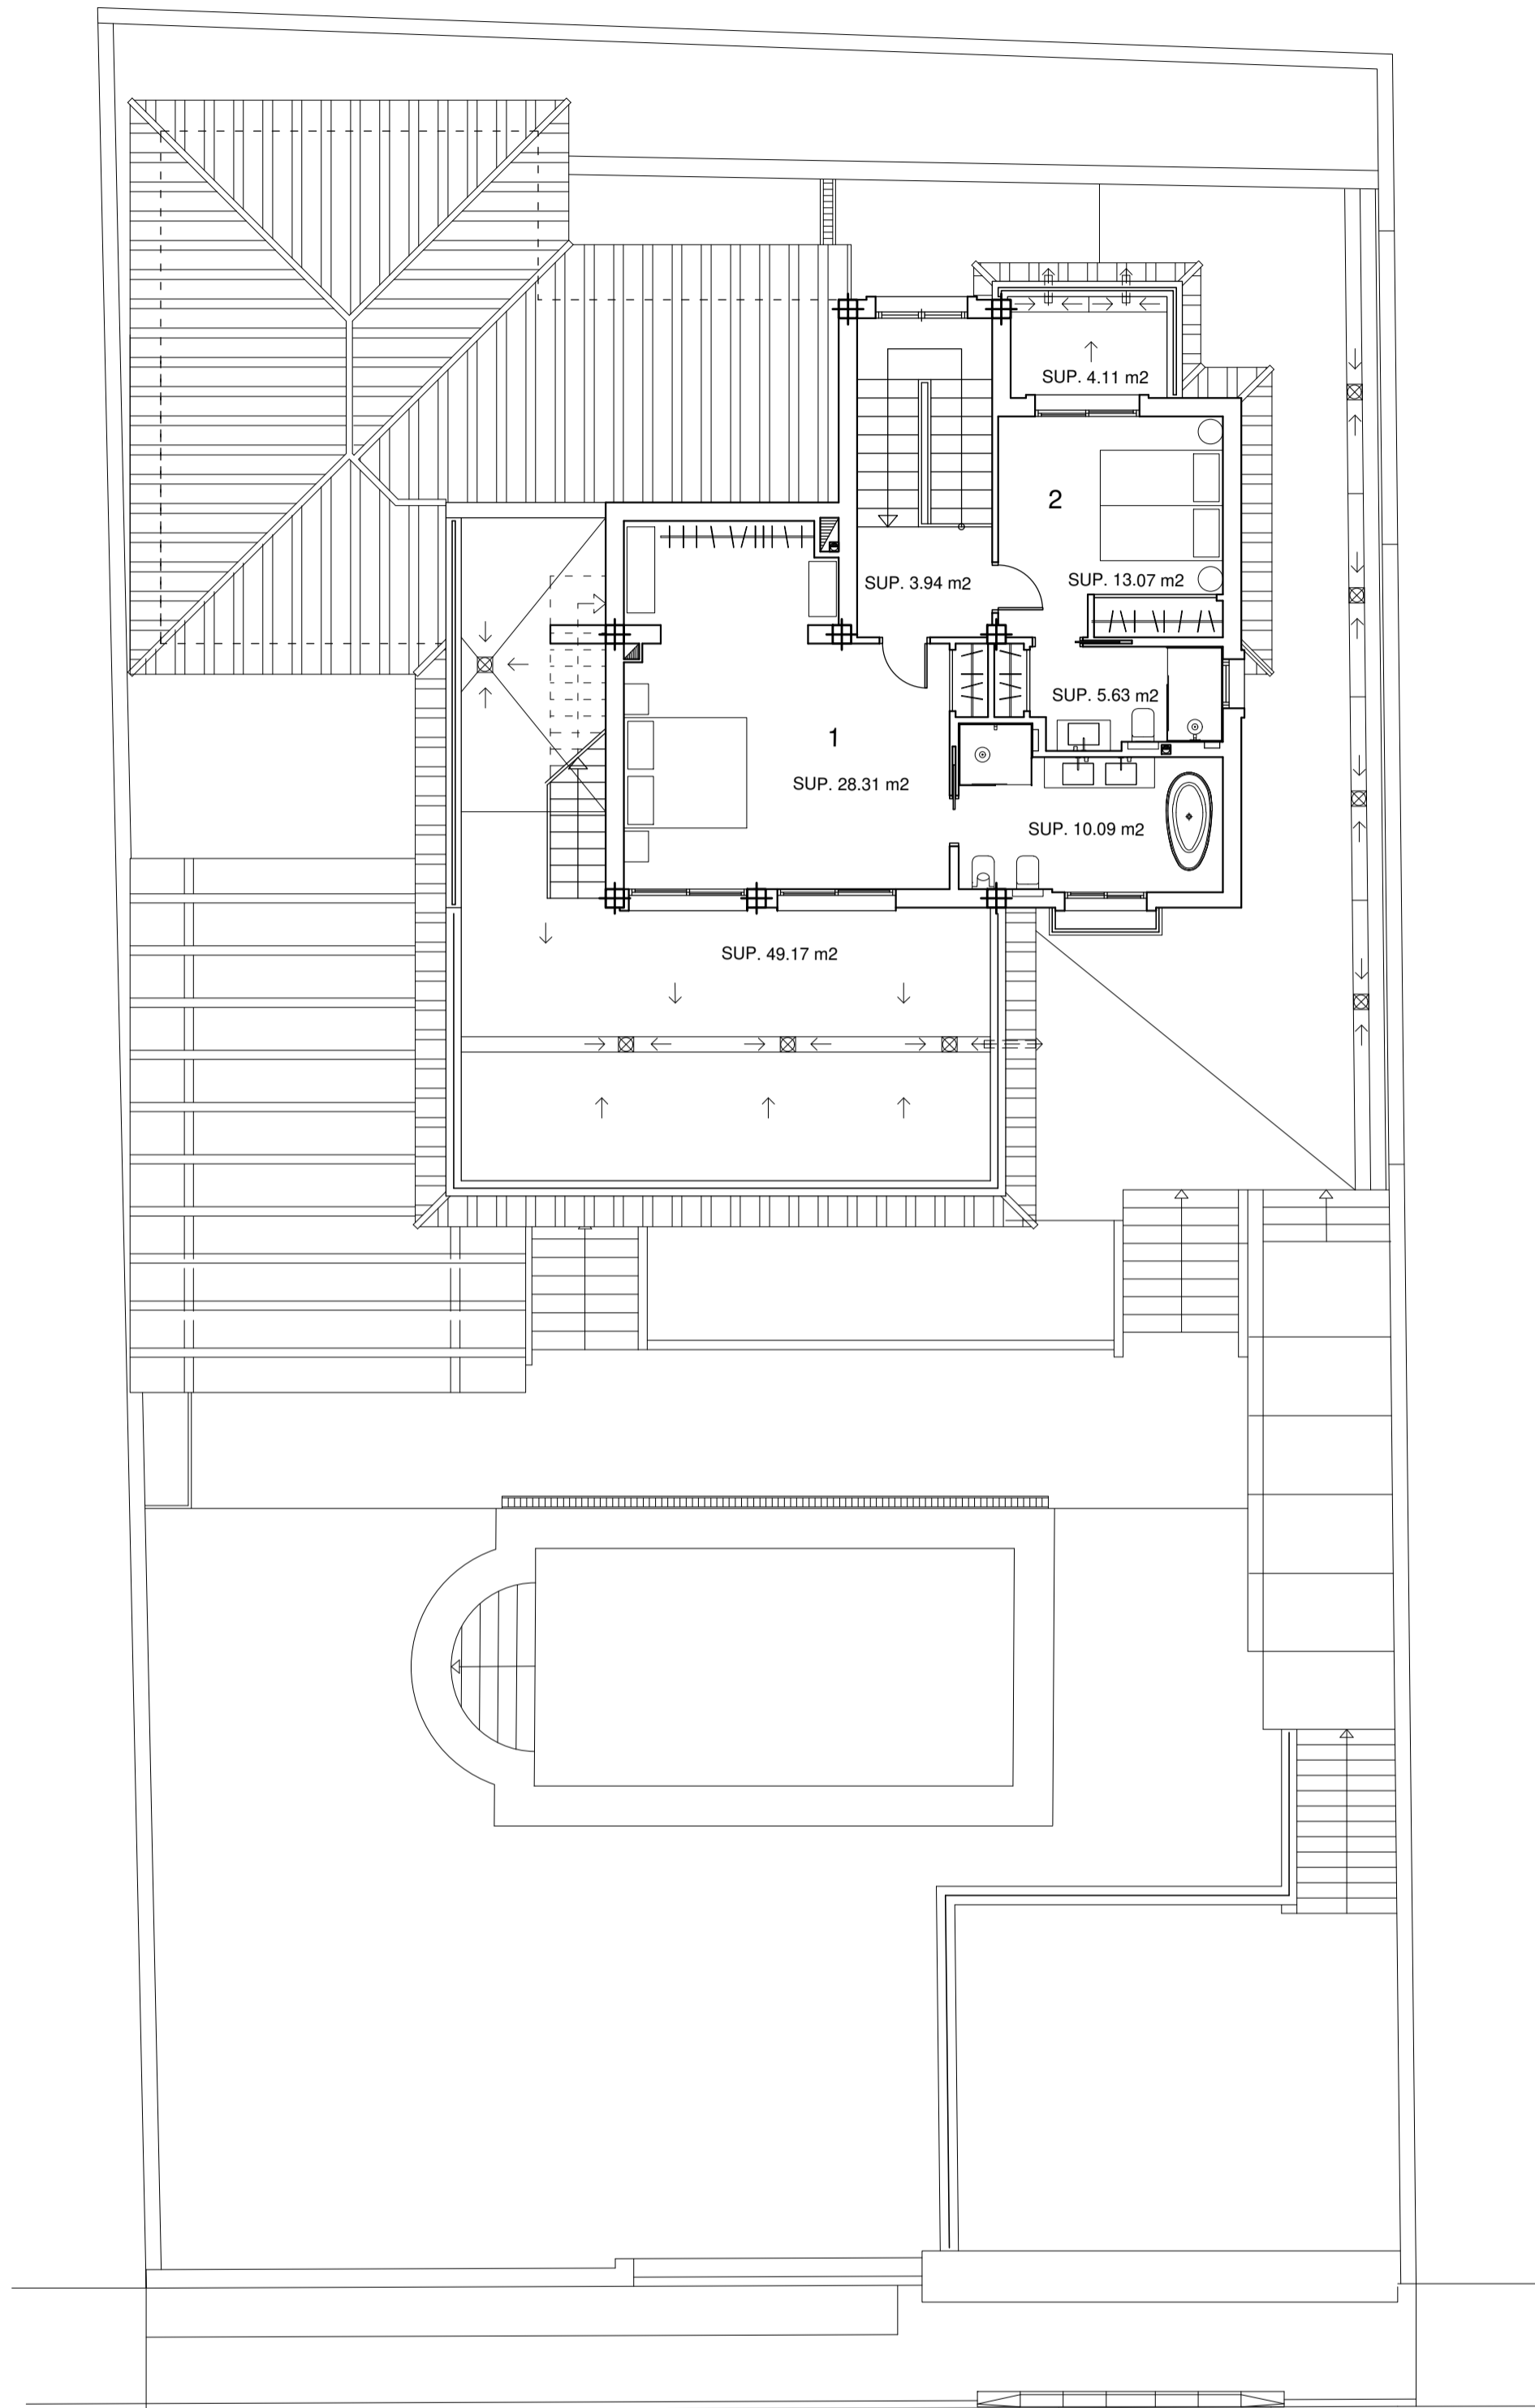 SUP. 4.11 m2
2
SUP. 3.94 m2
SUP. 13.07 m2
SUP. 5.63 m2
1
SUP. 28.31 m2
SUP. 10.09 m2
SUP. 49.17 m2